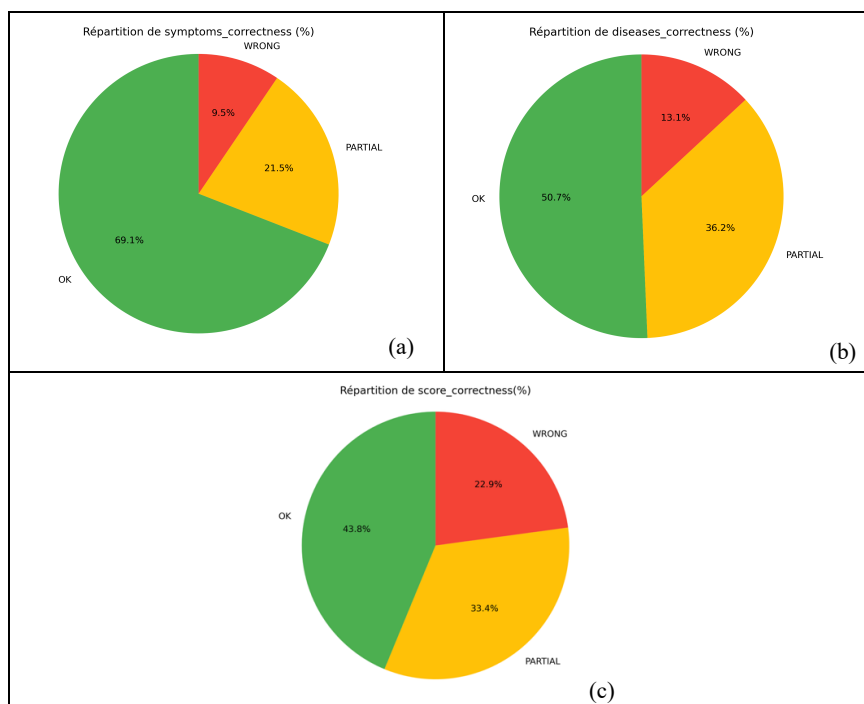 Répartition de symptoms_correctness (%)
WRONG
9.5%
PARTIAL
21.5%
69.1%
OK
(a)
Répartition de diseases_correctness (%)
WRONG
13.1%
OK
50.7%
36.2%
PARTIAL
(b)
Répartition de score_correctness(%)
WRONG
22.9%
OK
43.8%
33.4%
PARTIAL
(c)